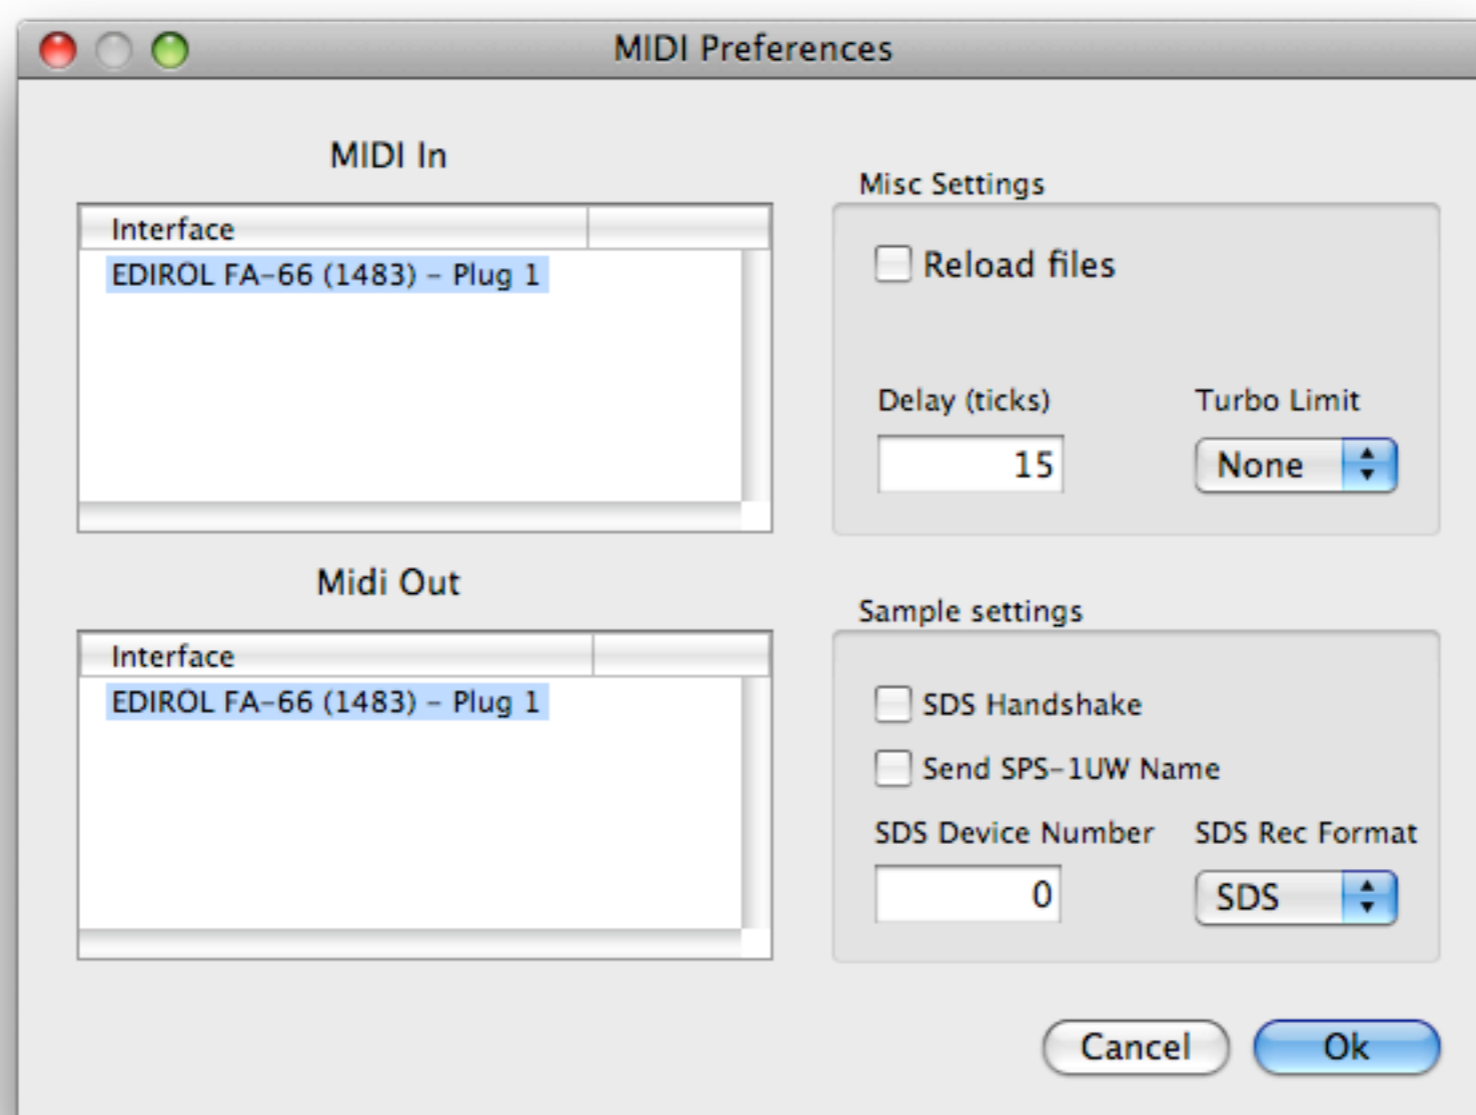 MIDI Preferences
MIDI In
Interface
EDIROL FA-66 (1483) – Plug 1
Misc Settings
Reload files
Delay (ticks)
15
Turbo Limit
None
Midi Out
Interface
EDIROL FA-66 (1483) – Plug 1
Sample settings
SDS Handshake
Send SPS-1UW Name
SDS Device Number
0
SDS Rec Format
SDS
Cancel
Ok